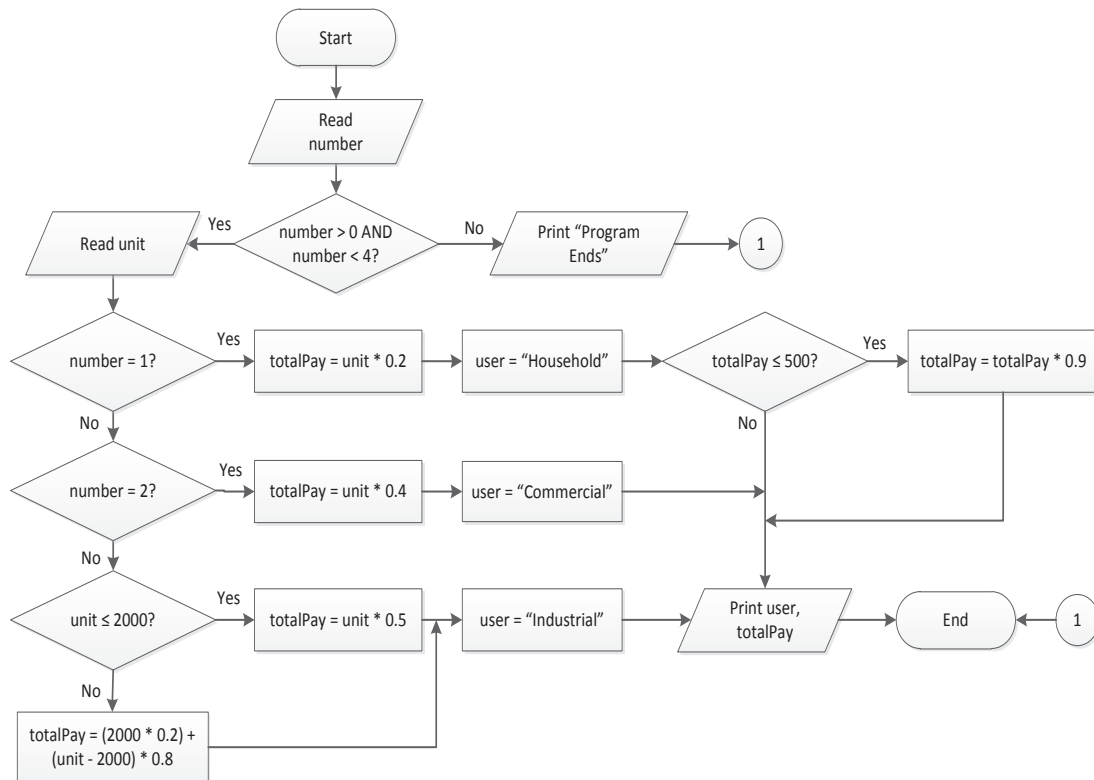 Start
Read
number
number > 0 AND
number < 4?
Yes
No
Read unit
Print “Program
Ends”
1
number = 1?
Yes
totalPay = unit * 0.2
user = “Household”
totalPay ≤ 500?
Yes
totalPay = totalPay * 0.9
No
No
number = 2?
Yes
totalPay = unit * 0.4
user = “Commercial”
No
unit ≤ 2000?
Yes
totalPay = unit * 0.5
user = “Industrial”
Print user,
totalPay
End
1
No
totalPay = (2000 * 0.2) +
(unit - 2000) * 0.8